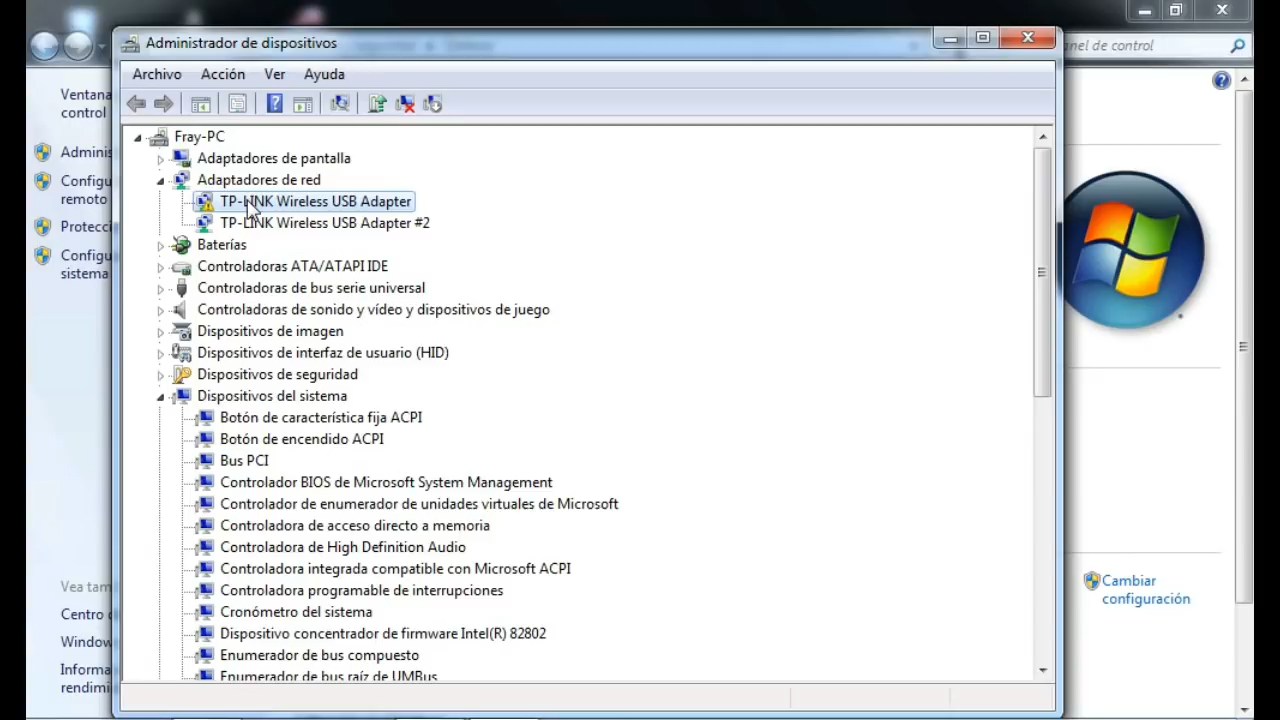 Administrador de dispositivos
nel de control
Archivo Acción Ver Ayuda
Ventana
control
Adminis
Configu
remoto
Protecci
Configu
sistema
Vea tam
Centro d
Window
Informa
rendimi
Fray-PC
Adaptadores de pantalla
Adaptadores de red
TP-LINK Wireless USB Adapter
TP-LINK Wireless USB Adapter #2
Baterías
Controladoras ATA/ATAPI IDE
Controladoras de bus serie universal
Controladoras de sonido y vídeo y dispositivos de juego
Dispositivos de imagen
Dispositivos de interfaz de usuario (HID)
Dispositivos de seguridad
Dispositivos del sistema
Botón de característica fija ACPI
Botón de encendido ACPI
Bus PCI
Controlador BIOS de Microsoft System Management
Controlador de enumerador de unidades virtuales de Microsoft
Controladora de acceso directo a memoria
Controladora de High Definition Audio
Controladora integrada compatible con Microsoft ACPI
Controladora programable de interrupciones
Cronómetro del sistema
Dispositivo concentrador de firmware Intel(R) 82802
Enumerador de bus compuesto
Enumerador de bus raíz de UMBus
Cambiar
configuración